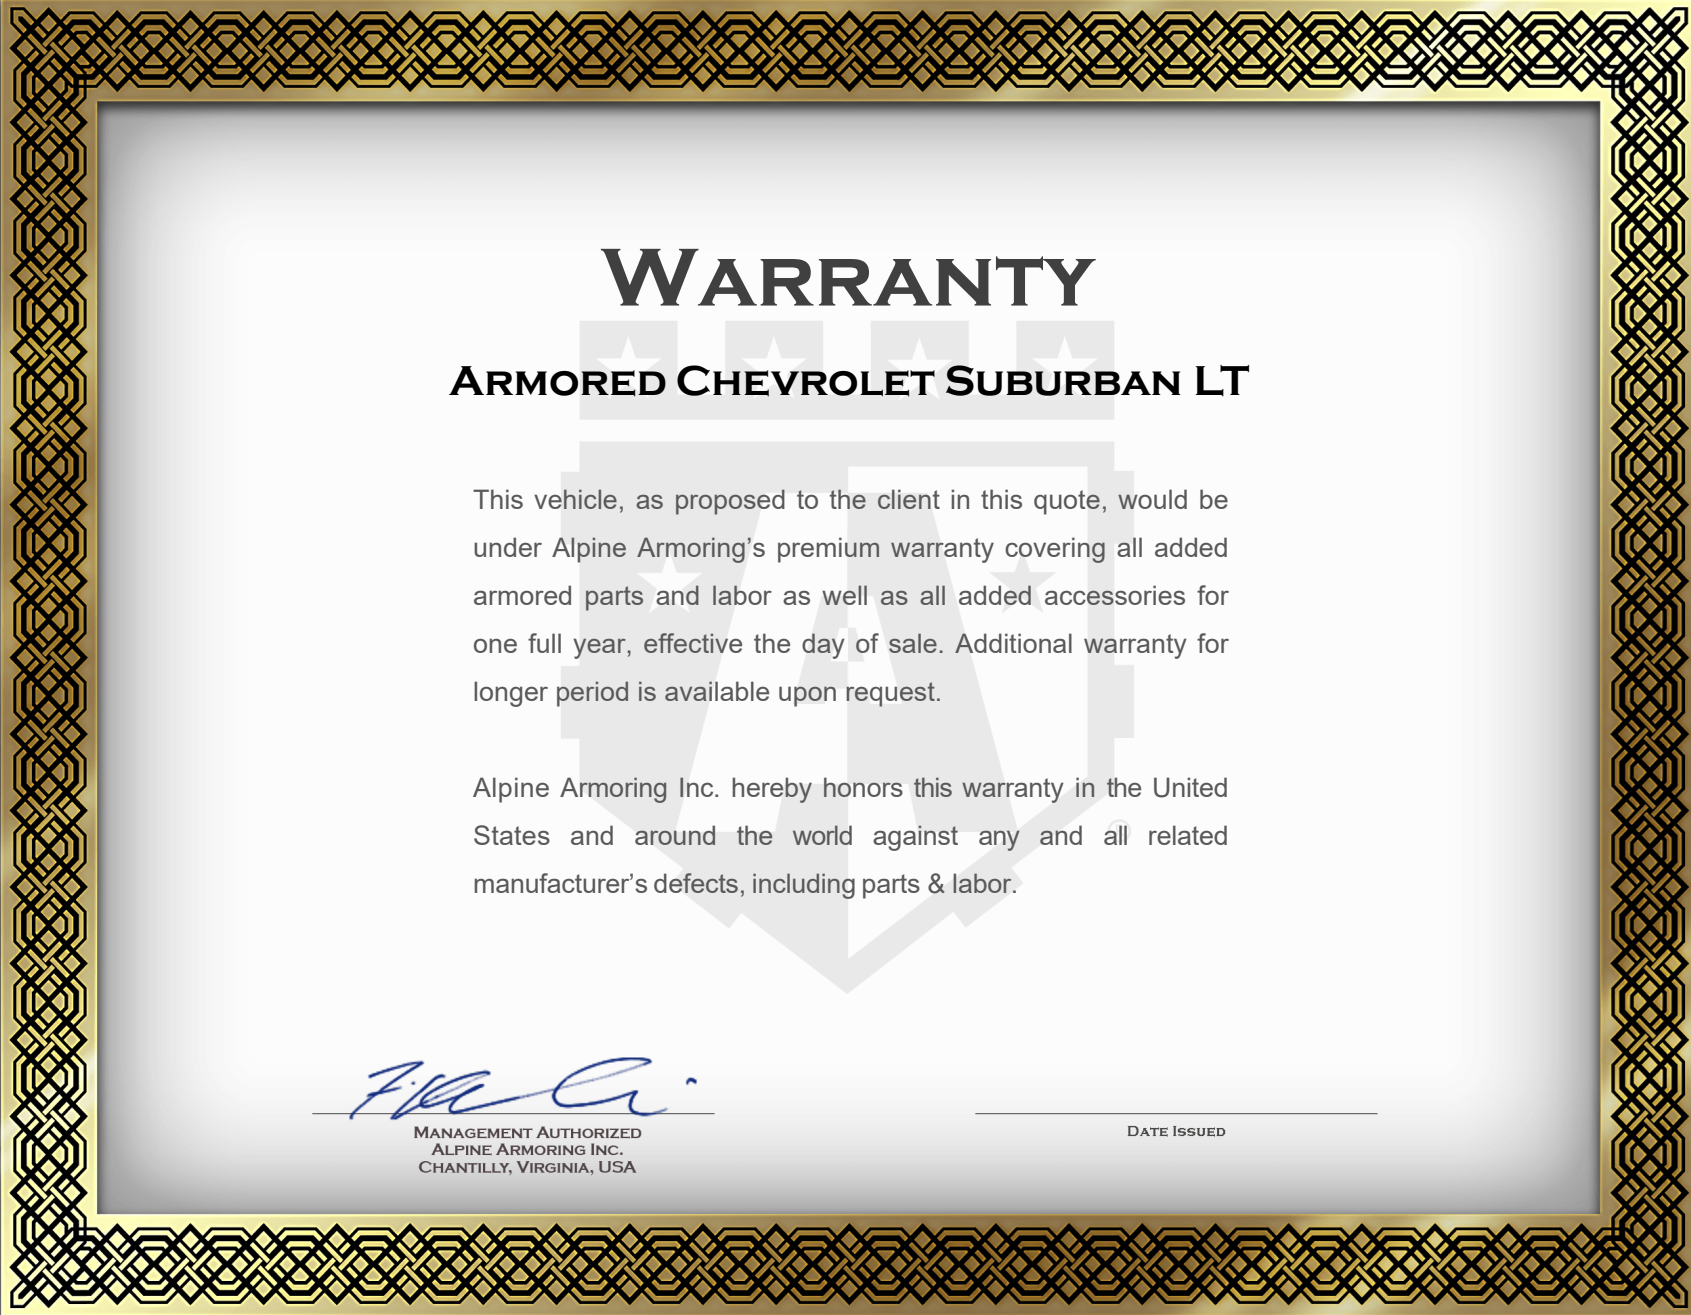 WARRANTY
ARMORED CHEVROLET SUBURBAN LT
This vehicle, as proposed to the client in this quote, would be
under Alpine Armoring’s premium warranty covering all added
armored parts and labor as well as all added accessories for
one full year, effective the day of sale. Additional warranty for
longer period is available upon request.
Alpine Armoring Inc. hereby honors this warranty in the United
States and around the world against any and all related
manufacturer’s defects, including parts & labor.
MANAGEMENT AUTHORIZED
ALPINE ARMORING INC.
CHANTILLY, VIRGINIA, USA
DATE ISSUED